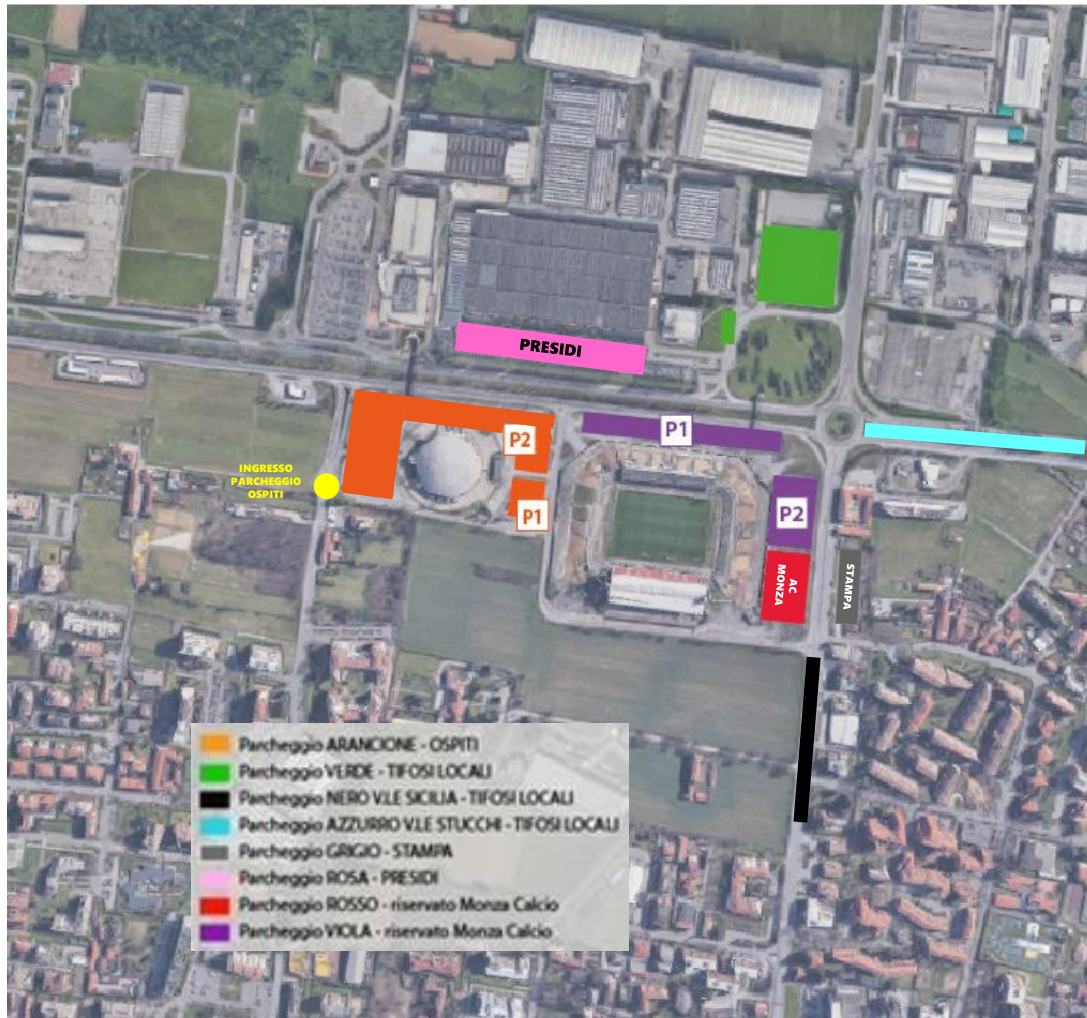 PRESIDI
P1
P2
P2
INGRESSO
PARCHEGGIO
OSPITI
P1
AC
MONZA
STAMPA
Parcheggio ARANCIONE - OSPITI
Parcheggio VERDE - TIFOSI LOCALI
Parcheggio NERO V.LE SICILIA - TIFOSI LOCALI
Parcheggio AZZURRO V.LE STUCCHI - TIFOSI LOCALI
Parcheggio GRIGIO - STAMPA
Parcheggio ROSA - PRESIDI
Parcheggio ROSSO - riservato Monza Calcio
Parcheggio VIOLA - riservato Monza Calcio